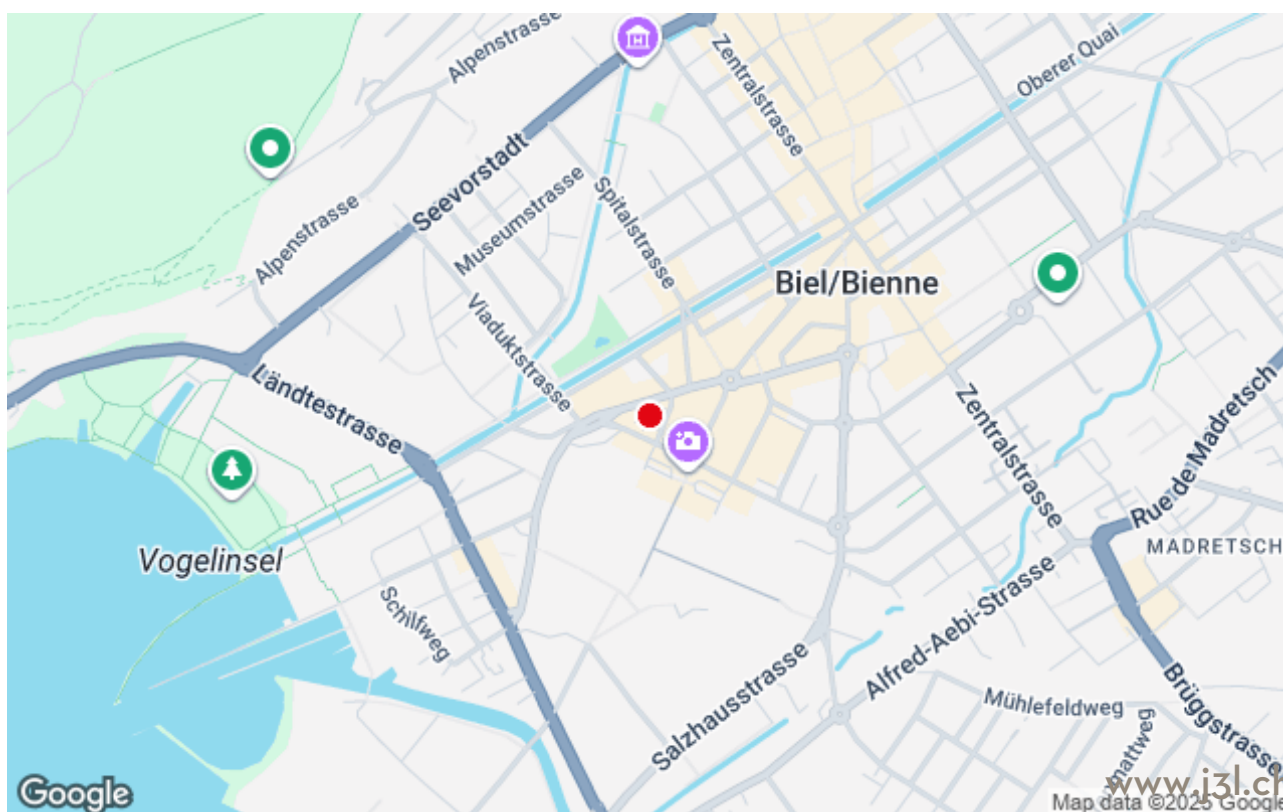 Alpenstrasse
Zentralstrasse
Oberer Quai
Seevorstadt
Museumstrasse
Spitalstrasse
Alpenstrasse
Biel/Bienne
Viaduktstrasse
Ländtestrasse
Zentralstrasse
Rue de Madretsch
Vogelinsel
MADRETSCH
Schilfweg
Alfred-Aebi-Strasse
Salzhausstrasse
Mühlefeldweg
Brüggstrasse
mattweg
Google
www.j3l.ch
Map data ©2025 Google